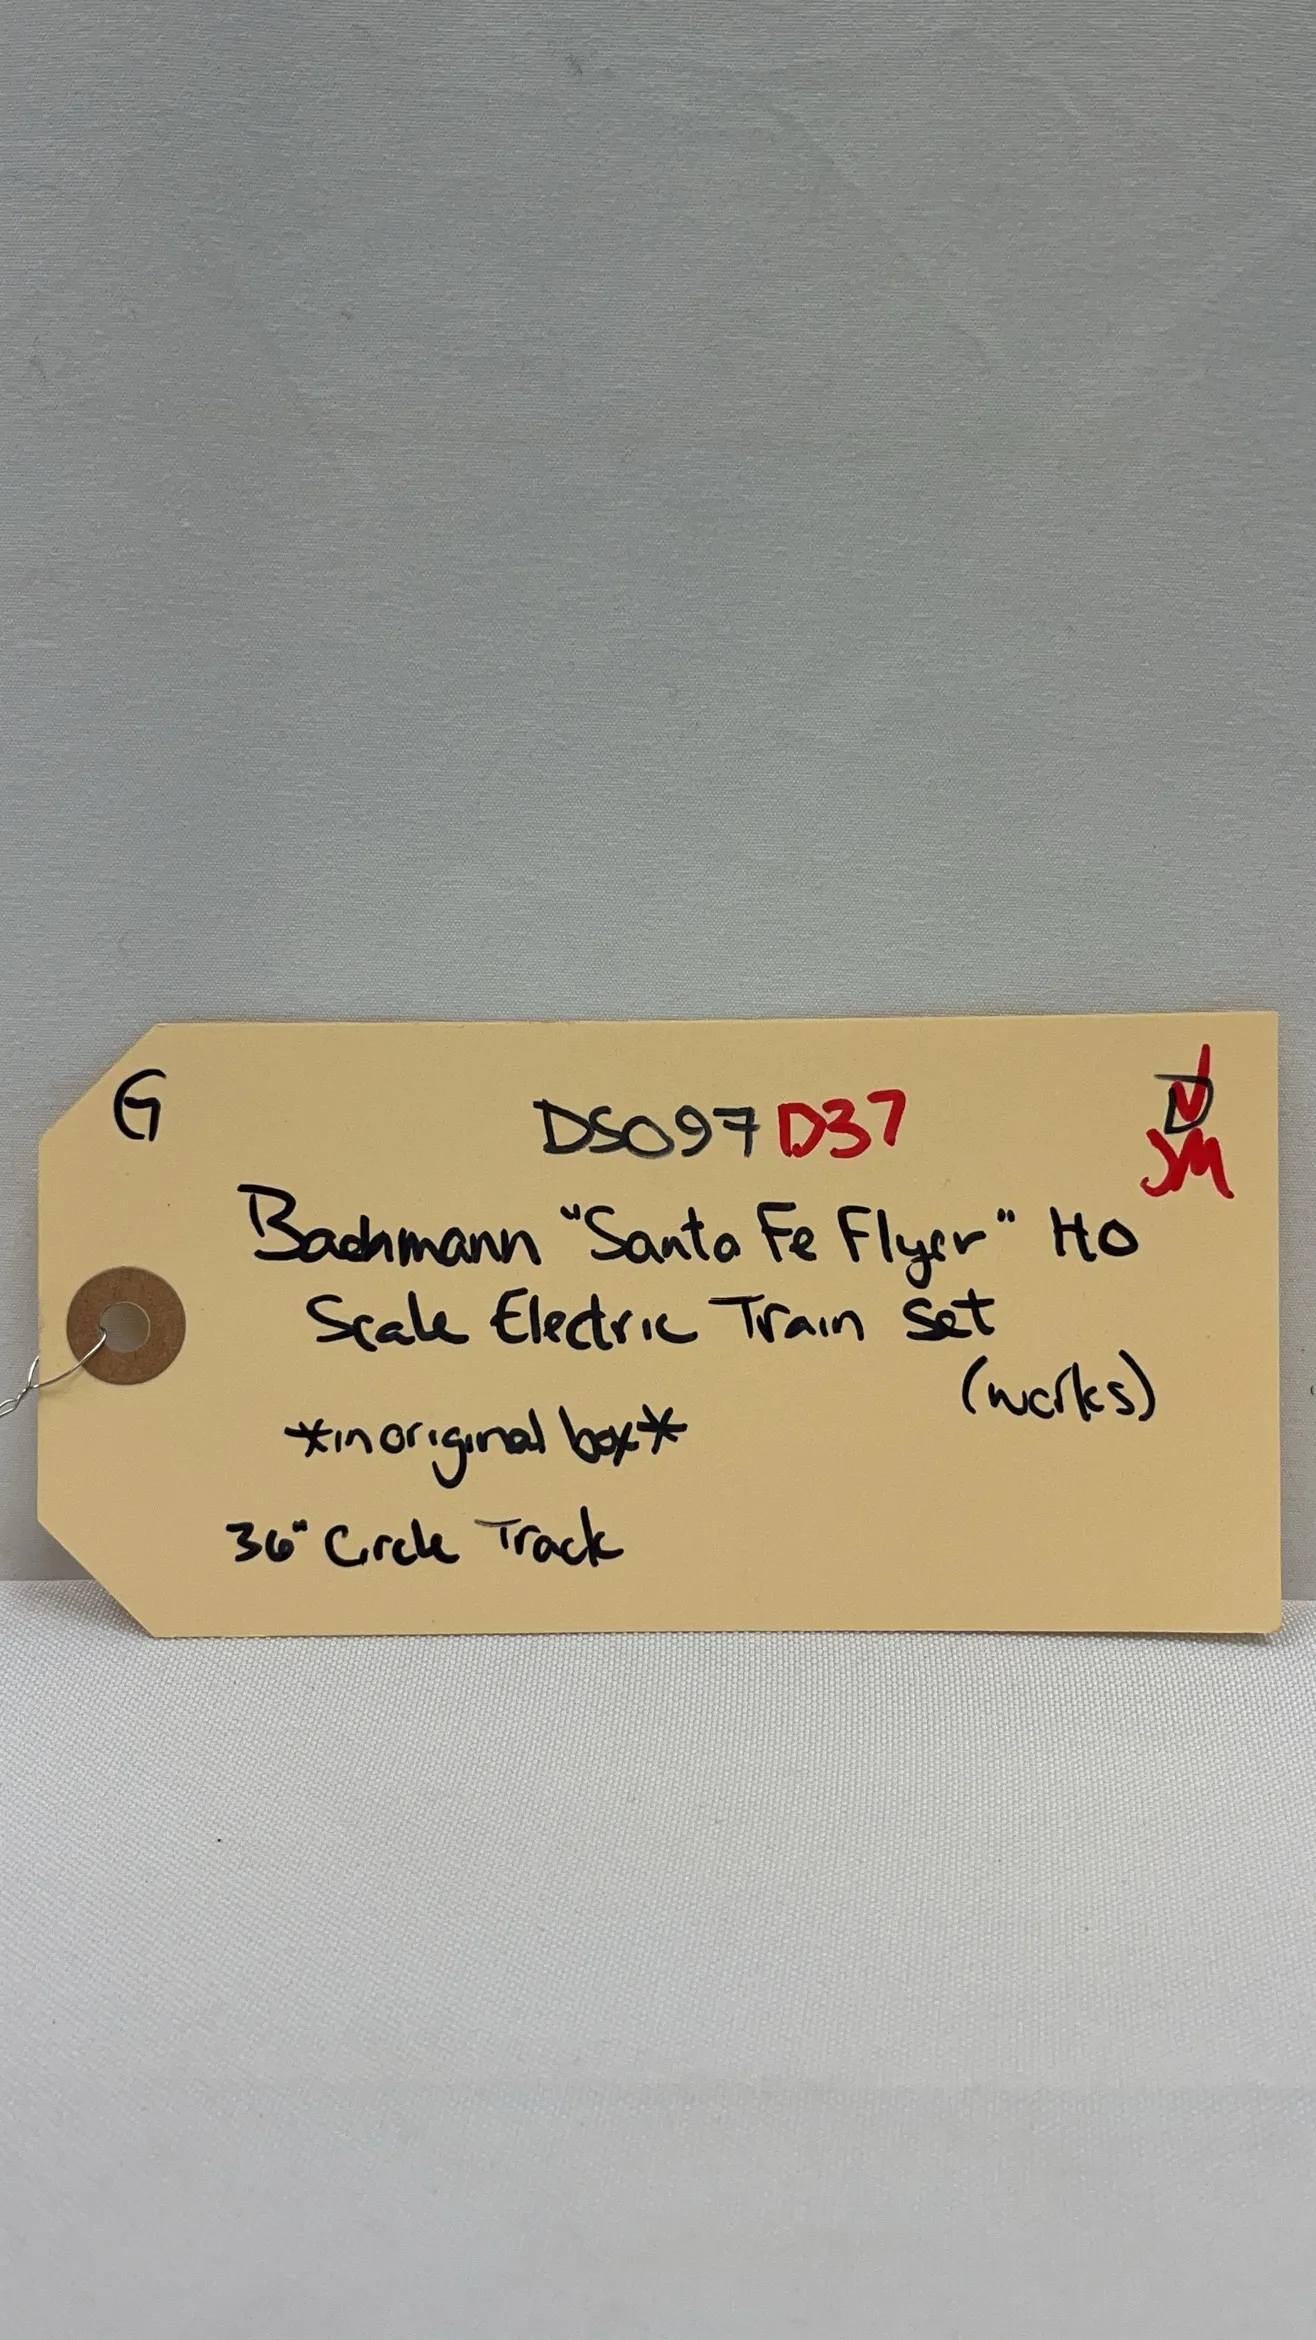 G
DS097 D37
D
JM
Bachmann "Santa Fe Flyer" HO
Scale Electric Train Set
(works)
*in original box*
36" Circle Track